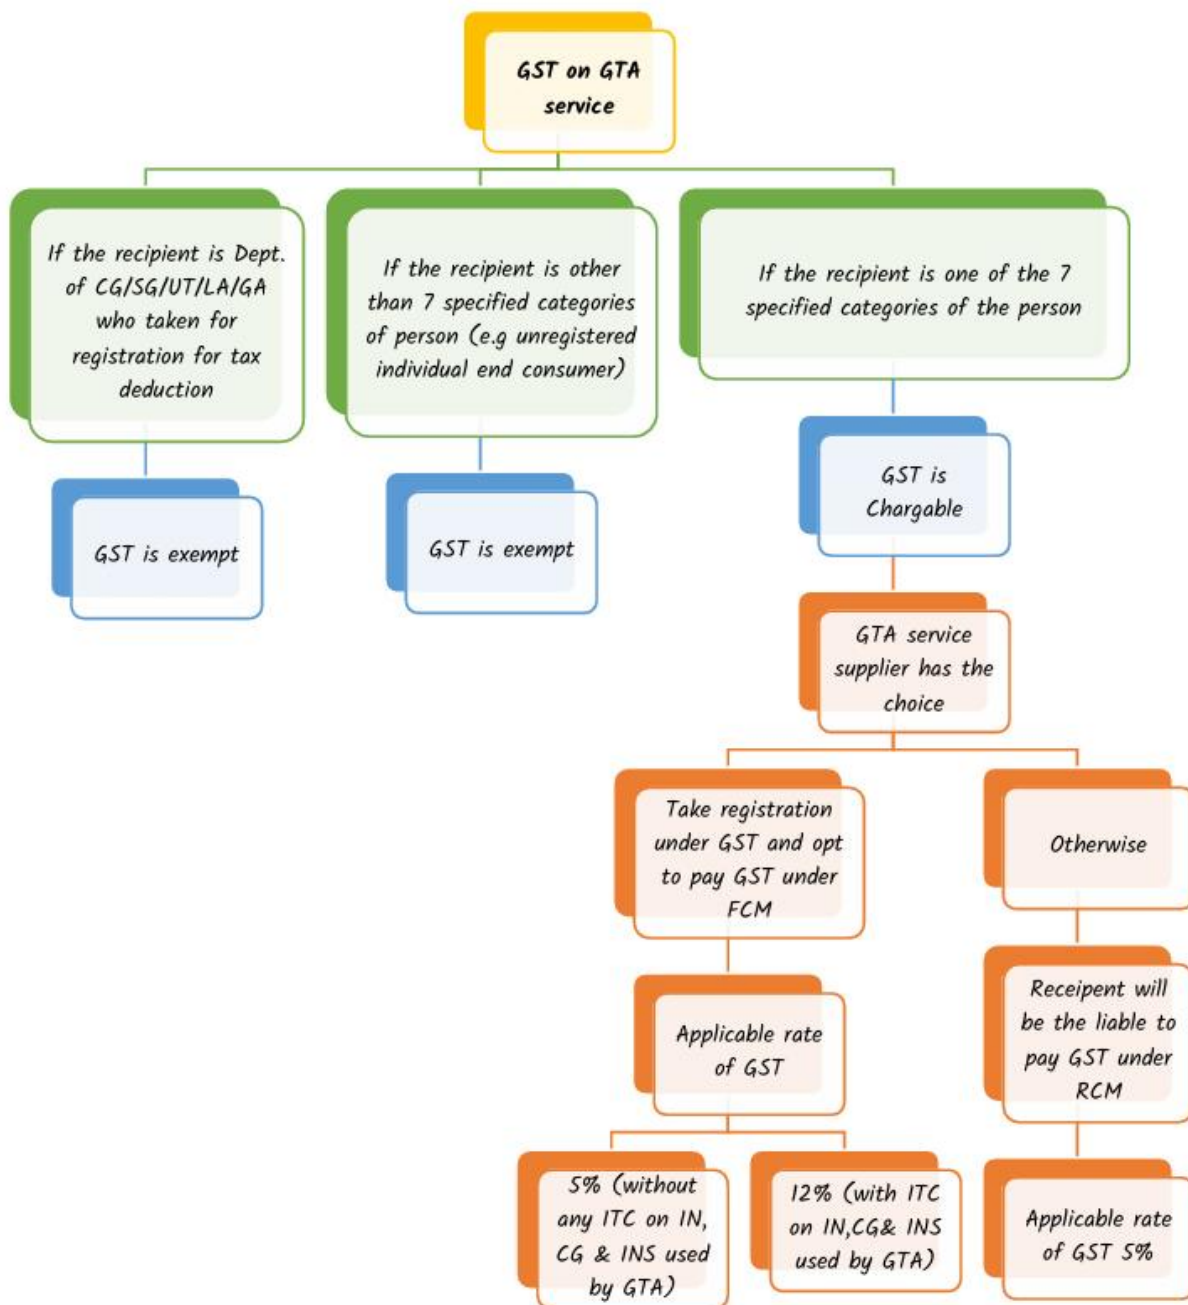 GST on GTA
service
If the recipient is Dept.
of CG/SG/UT/LA/GA
who taken for
registration for tax
deduction
If the recipient is other
than 7 specified categories
of person (e.g unregistered
individual end consumer)
If the recipient is one of the 7
specified categories of the person
GST is exempt
GST is exempt
GST is
Chargable
GTA service
supplier has the
choice
Take registration
under GST and opt
to pay GST under
FCM
Otherwise
Applicable rate
of GST
Receipent will
be the liable to
pay GST under
RCM
5% (without
any ITC on IN,
CG & INS used
by GTA)
12% (with ITC
on IN,CG& INS
used by GTA)
Applicable rate
of GST 5%